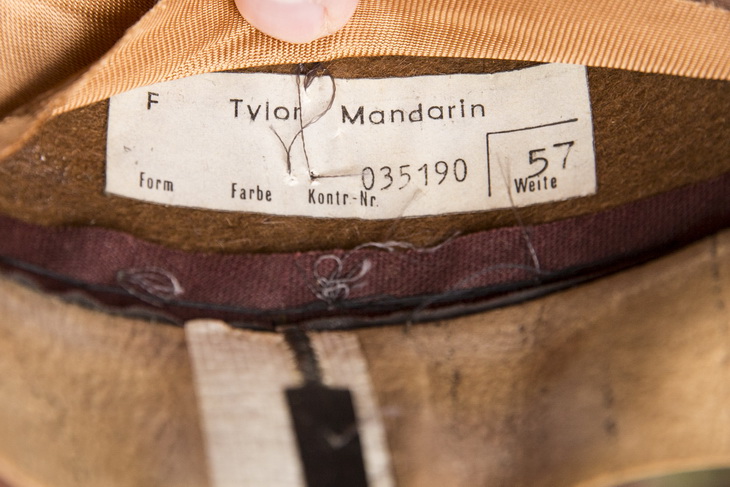 F Tylor Mandarin
035190 57
Form Farbe Kontr-Nr. Weite